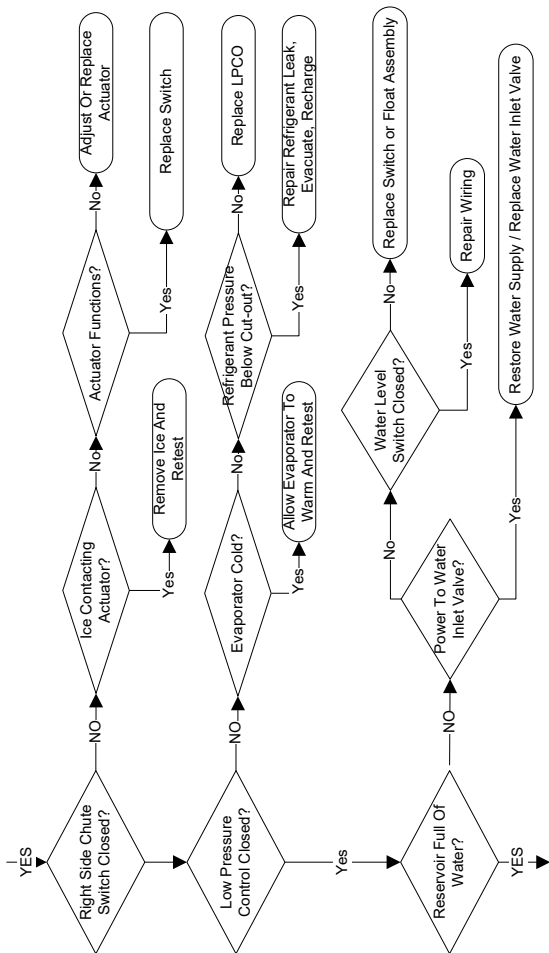 YES
Right Side Chute
Switch Closed?
NO
Ice Contacting
Actuator?
Yes
Remove Ice And
Retest
No
Actuator Functions?
Yes
Replace Switch
No
Adjust Or Replace
Actuator
Low Pressure
Control Closed?
NO
Evaporator Cold?
Yes
Allow Evaporator To
Warm And Retest
No
Refrigerant Pressure
Below Cut-out?
Yes
Repair Refrigerant Leak,
Evacuate, Recharge
No
Replace LPCO
Yes
Reservoir Full Of
Water?
NO
Power To Water
Inlet Valve?
Yes
Restore Water Supply / Replace Water Inlet Valve
No
Water Level
Switch Closed?
Yes
Repair Wiring
No
Replace Switch or Float Assembly
YES